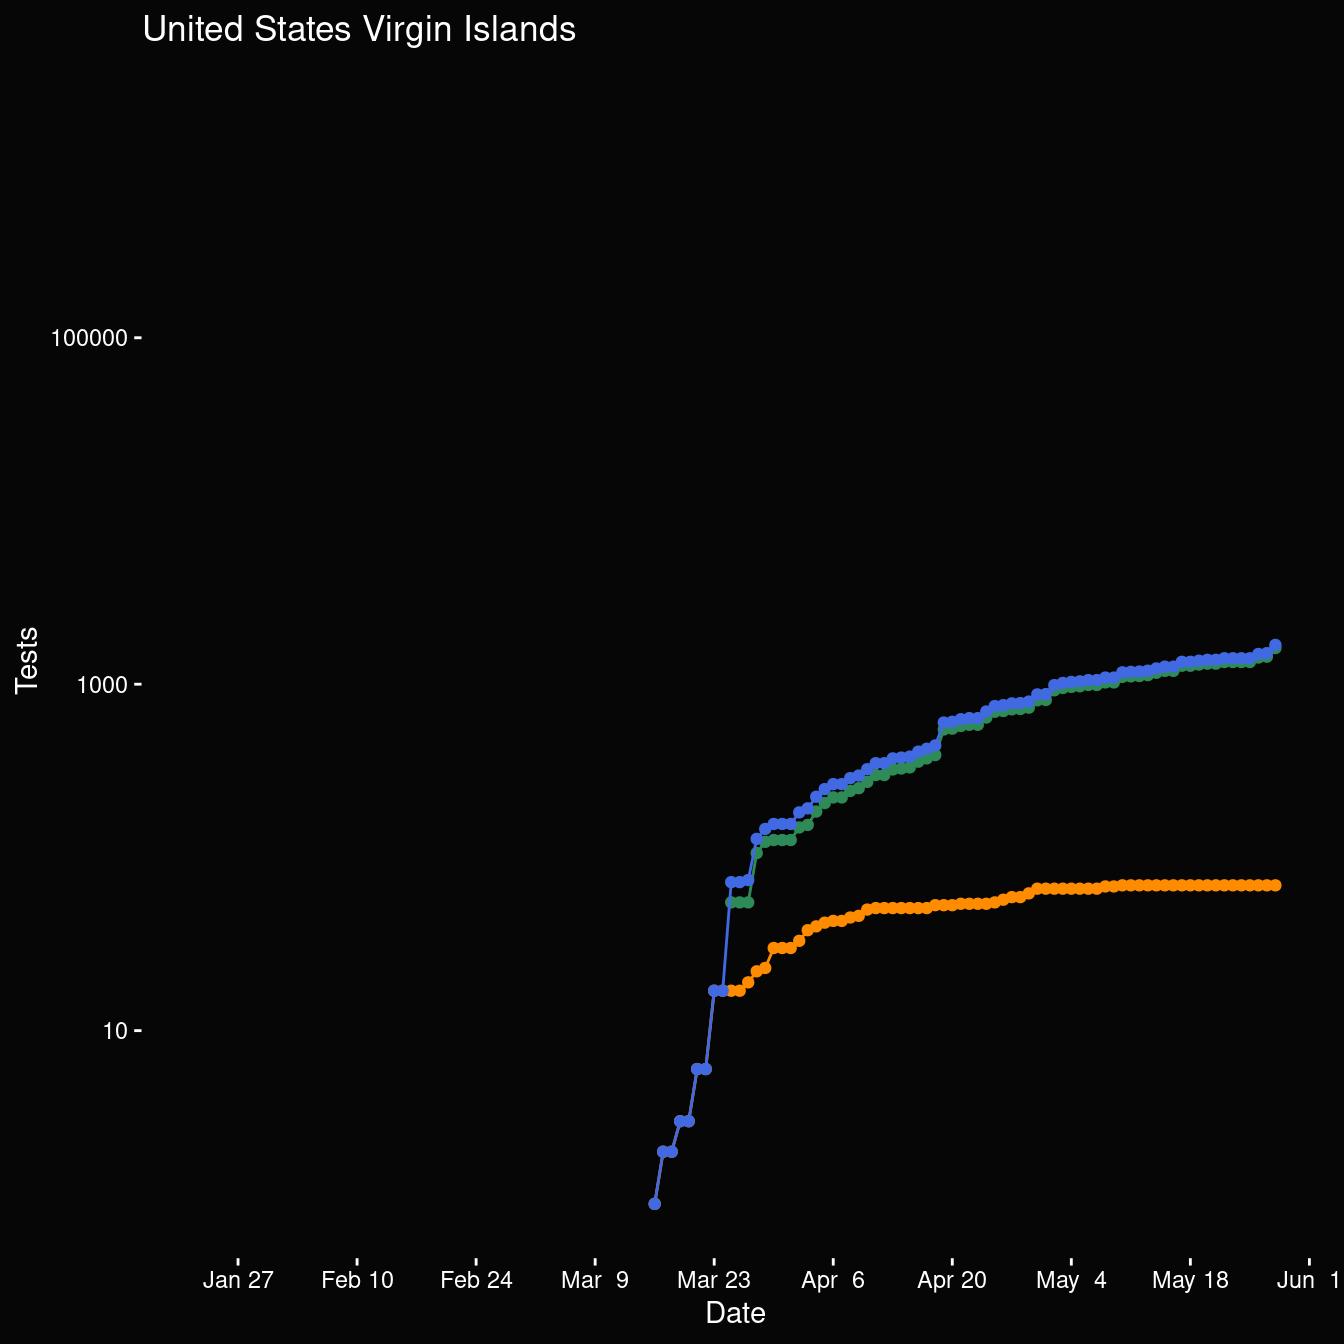 United States Virgin Islands
100000
1000
10
Tests
Jan 27
Feb 10
Feb 24
Mar  9
Mar 23
Apr  6
Apr 20
May  4
May 18
Jun  1
Date